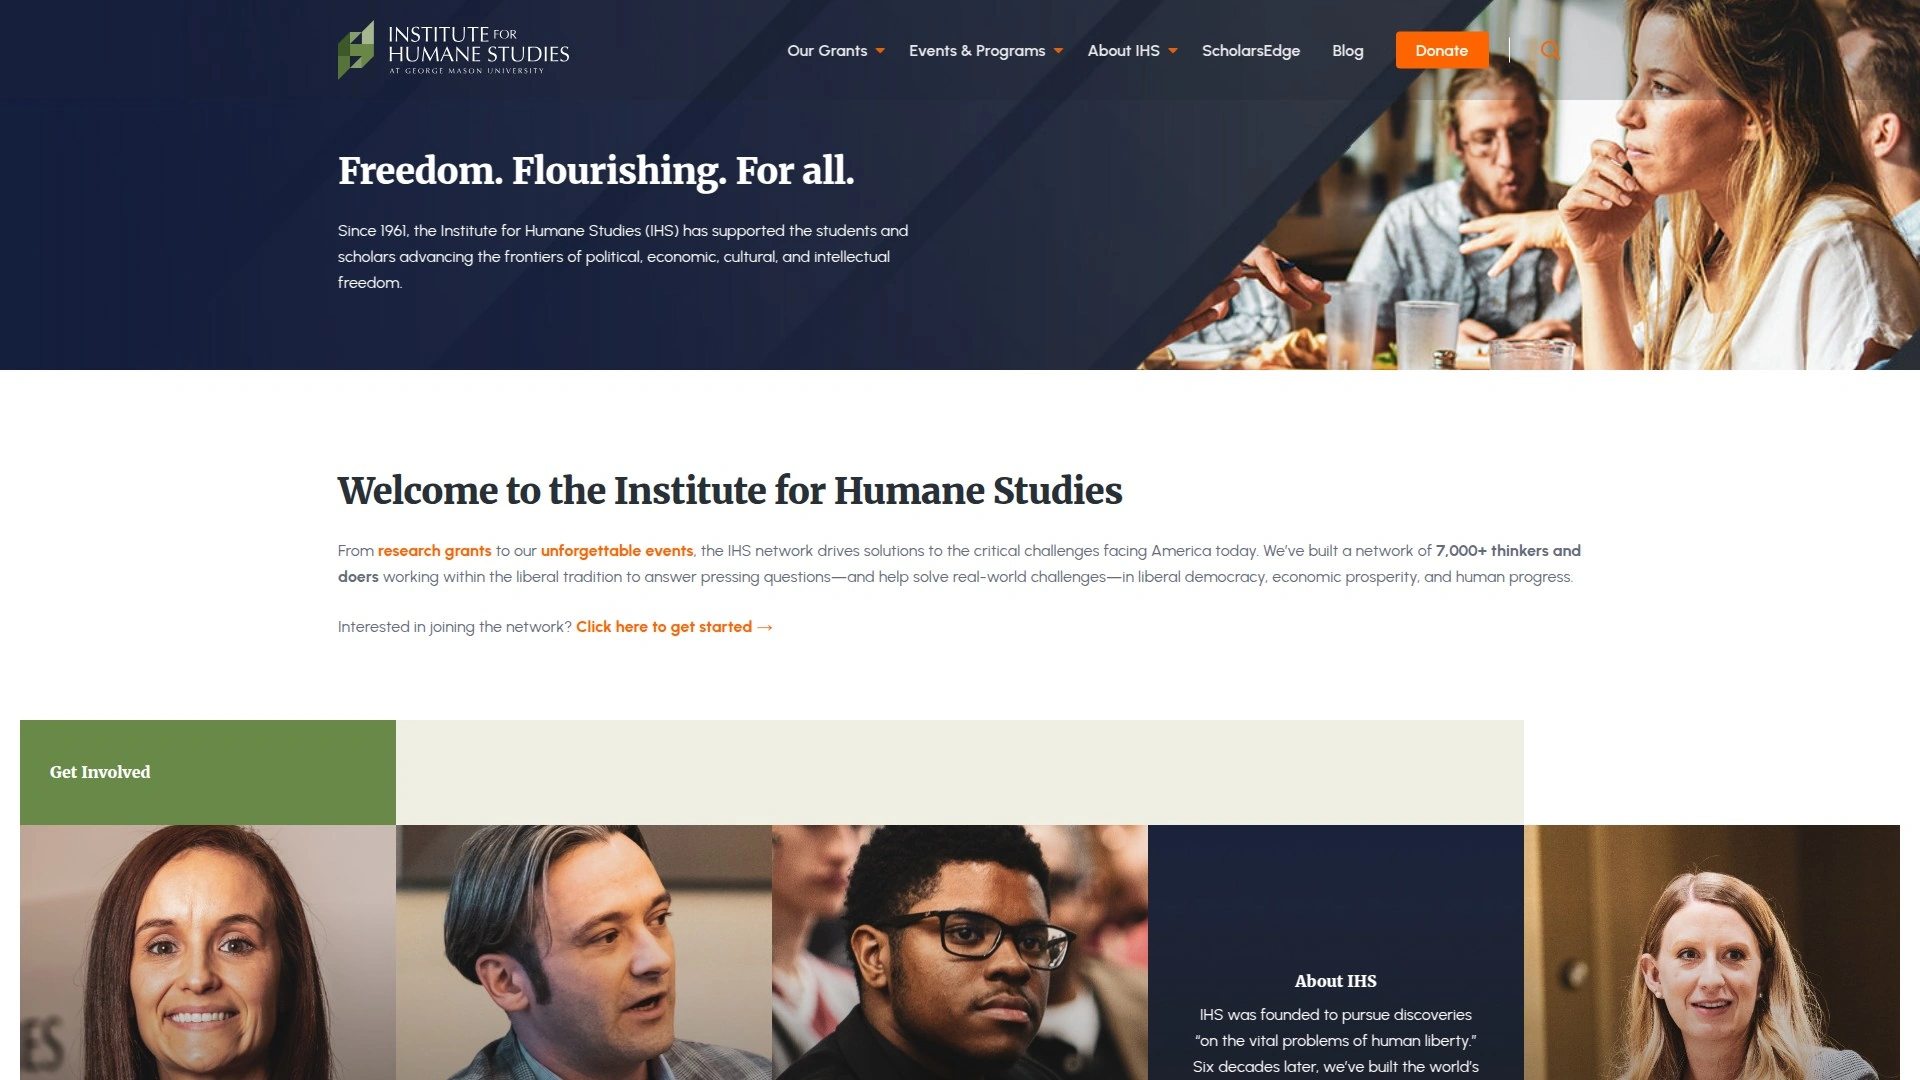 INSTITUTE FOR
HUMANE STUDIES
AT GEORGE MASON UNIVERSITY
Our Grants
Events & Programs
About IHS
ScholarsEdge
Blog
Donate
Freedom. Flourishing. For all.
Since 1961, the Institute for Humane Studies (IHS) has supported the students and
scholars advancing the frontiers of political, economic, cultural, and intellectual
freedom.
Welcome to the Institute for Humane Studies
From research grants to our unforgettable events, the IHS network drives solutions to the critical challenges facing America today. We’ve built a network of 7,000+ thinkers and
doers working within the liberal tradition to answer pressing questions—and help solve real-world challenges—in liberal democracy, economic prosperity, and human progress.
Interested in joining the network? Click here to get started →
Get Involved
ES
About IHS
IHS was founded to pursue discoveries
“on the vital problems of human liberty.”
Six decades later, we’ve built the world’s